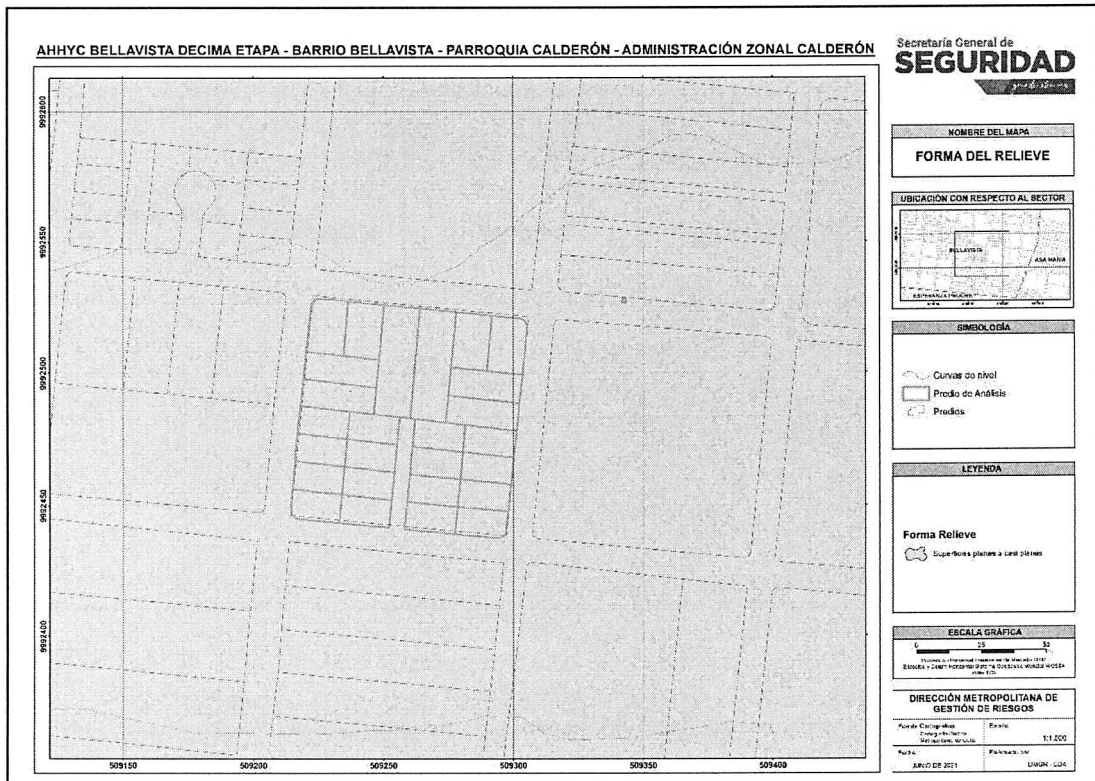 AHHYC BELLAVISTA DECIMA ETAPA - BARRIO BELLAVISTA - PARROQUIA CALDERÓN - ADMINISTRACIÓN ZONAL CALDERÓN
Secretaría General de
SEGURIDAD
NOMBRE DEL MAPA
FORMA DEL RELIEVE
UBICACIÓN CON RESPECTO AL SECTOR
BELLAVISTA
SIMBOLOGÍA
Curvas de nivel
Predio de Análisis
Predios
LEYENDA
Forma Relieve
Superficies planas a casi planas
ESCALA GRÁFICA
0 25 50
DIRECCIÓN METROPOLITANA DE
GESTIÓN DE RIESGOS
Escala:
1:1.000
Fecha:
JUNIO DE 2021
9992600
9992550
9992500
9992450
9992400
509150 509200 509250 509300 509350 509400